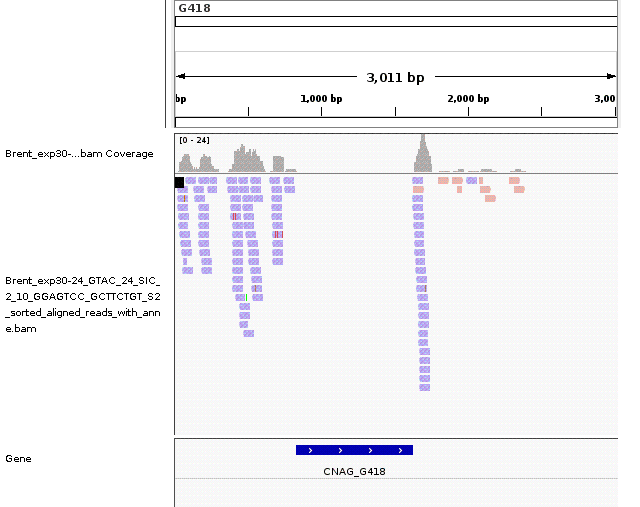 G418
3,011 bp
bp 1,000 bp 2,000 bp 3,00
[0 - 24]
Brent_exp30-...bam Coverage
Brent_exp30-24_GTAC_24_SIC_
2_10_GGAGTCC_GCTTCTGT_S2
_sorted_aligned_reads_with_ann
e.bam
Gene
CNAG_G418